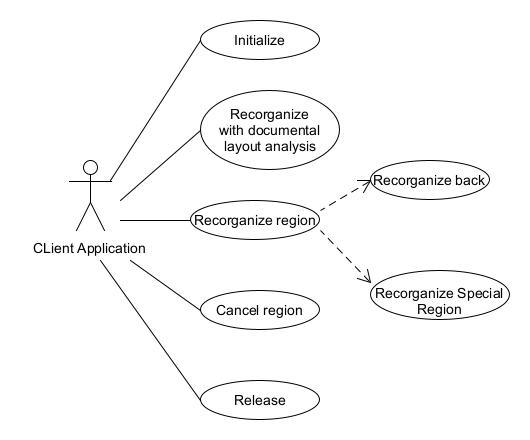 Initialize
Recorganize
with documental
layout analysis
Recorganize back
Recorganize region
CLient Application
Recorganize Special
Region
Cancel region
Release